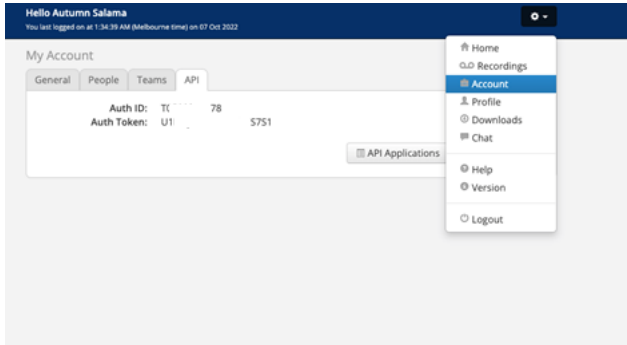 Hello Autumn Salama
You last logged on at 1:34:39 AM (Melbourne time) on 07 Oct 2022
My Account
General People Teams API
Auth ID: 78
Auth Token: S7S1
API Applications
Home
Recordings
Account
Profile
Downloads
Chat
Help
Version
Logout